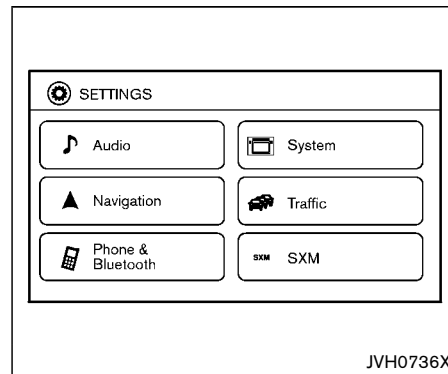 SETTINGS
Audio
System
Navigation
Traffic
Phone &
Bluetooth
SXM SXM
JVH0736X